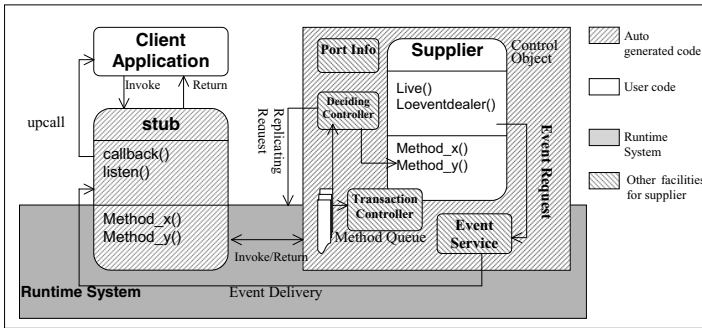 Client
Application
Invoke
Return
upcall
stub
callback()
listen()
Method_x()
Method_y()
Replicating
Request
Port Info
Supplier
Control
Object
Live()
Loeventdealer()
Deciding
Controller
Method_x()
Method_y()
Event Request
Transaction
Controller
Method Queue
Event
Service
Invoke/Return
Runtime System
Event Delivery
Auto
generated code
User code
Runtime
System
Other facilities
for supplier